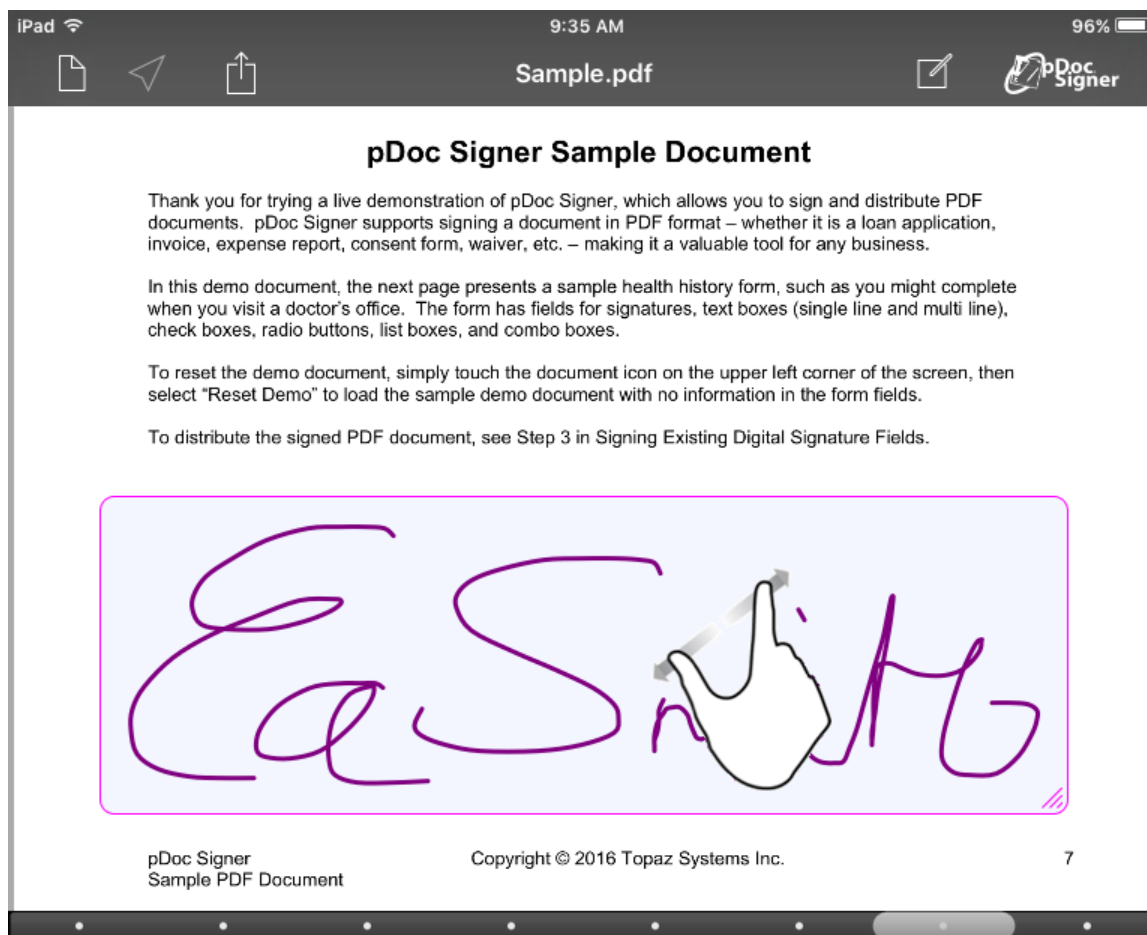 iPad 9:35 AM 96%
Sample.pdf pDoc Signer
pDoc Signer Sample Document
Thank you for trying a live demonstration of pDoc Signer, which allows you to sign and distribute PDF
documents.  pDoc Signer supports signing a document in PDF format – whether it is a loan application,
invoice, expense report, consent form, waiver, etc. – making it a valuable tool for any business.
In this demo document, the next page presents a sample health history form, such as you might complete
when you visit a doctor's office.  The form has fields for signatures, text boxes (single line and multi line),
check boxes, radio buttons, list boxes, and combo boxes.
To reset the demo document, simply touch the document icon on the upper left corner of the screen, then
select “Reset Demo” to load the sample demo document with no information in the form fields.
To distribute the signed PDF document, see Step 3 in Signing Existing Digital Signature Fields.
pDoc Signer Copyright © 2016 Topaz Systems Inc. 7
Sample PDF Document